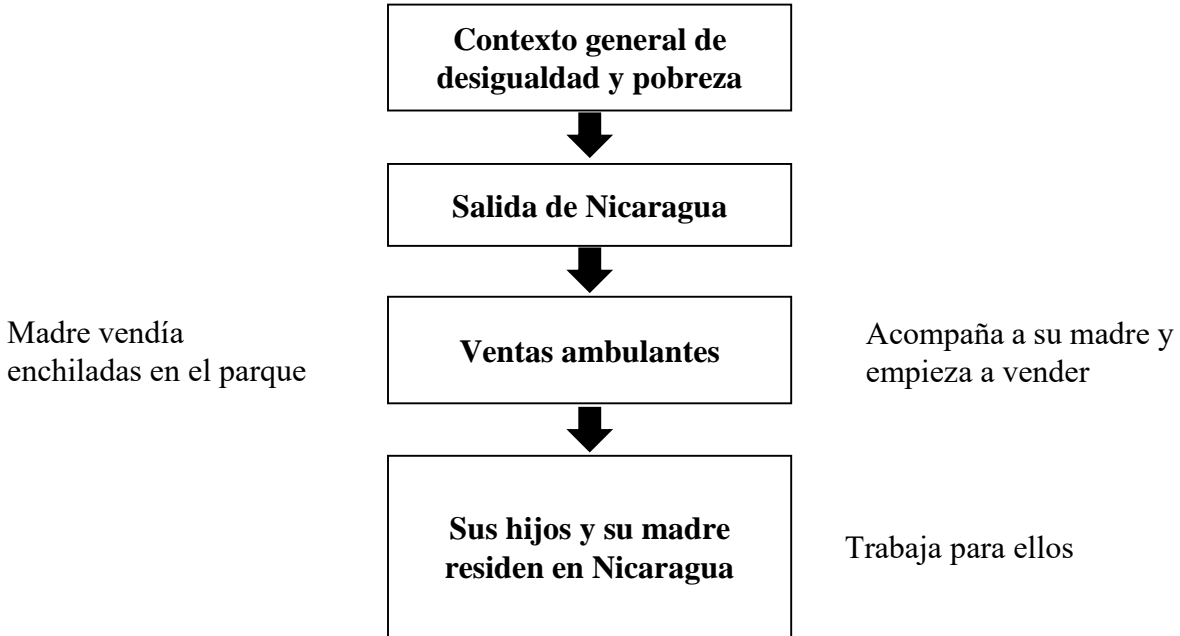 Contexto general de
desigualdad y pobreza
Salida de Nicaragua
Madre vendía
enchiladas en el parque
Ventas ambulantes
Acompaña a su madre y
empieza a vender
Sus hijos y su madre
residen en Nicaragua
Trabaja para ellos